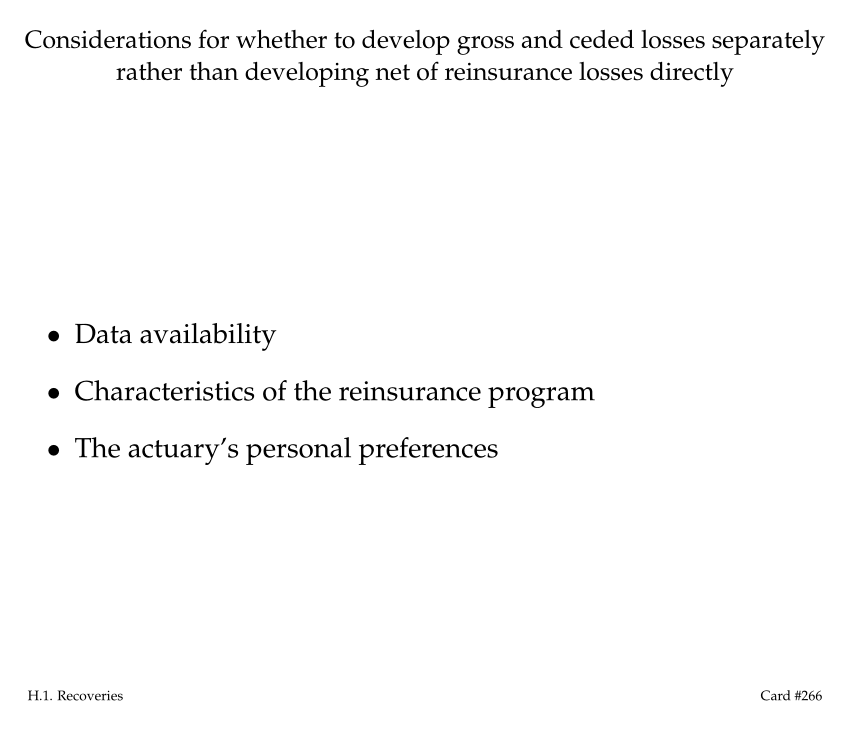 Considerations for whether to develop gross and ceded losses separately
rather than developing net of reinsurance losses directly
• Data availability
• Characteristics of the reinsurance program
• The actuary's personal preferences
H.1. Recoveries
Card #266